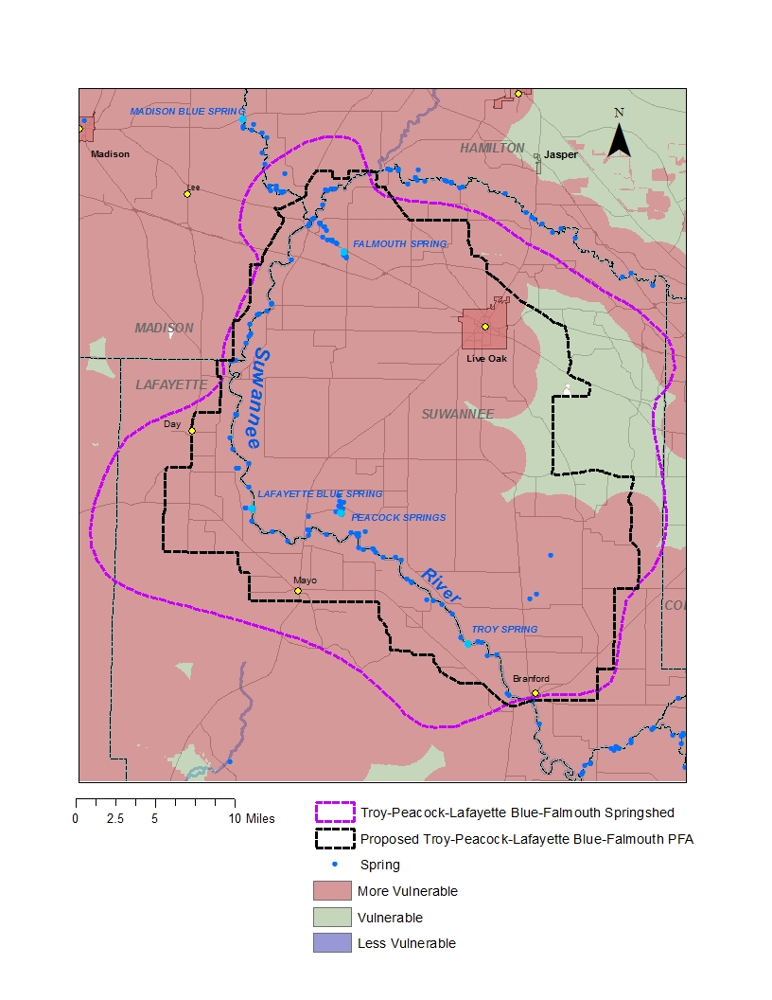 MADISON BLUE SPRING
N
HAMILTON
Jasper
Madison
Lee
FALMOUTH SPRING
MADISON
Live Oak
LAFAYETTE
Suwannee
SUWANNEE
Day
LAFAYETTE BLUE SPRING
PEACOCK SPRINGS
Mayo
River
TROY SPRING
Branford
0 2.5 5 10 Miles
Troy-Peacock-Lafayette Blue-Falmouth Springshed
Proposed Troy-Peacock-Lafayette Blue-Falmouth PFA
Spring
More Vulnerable
Vulnerable
Less Vulnerable